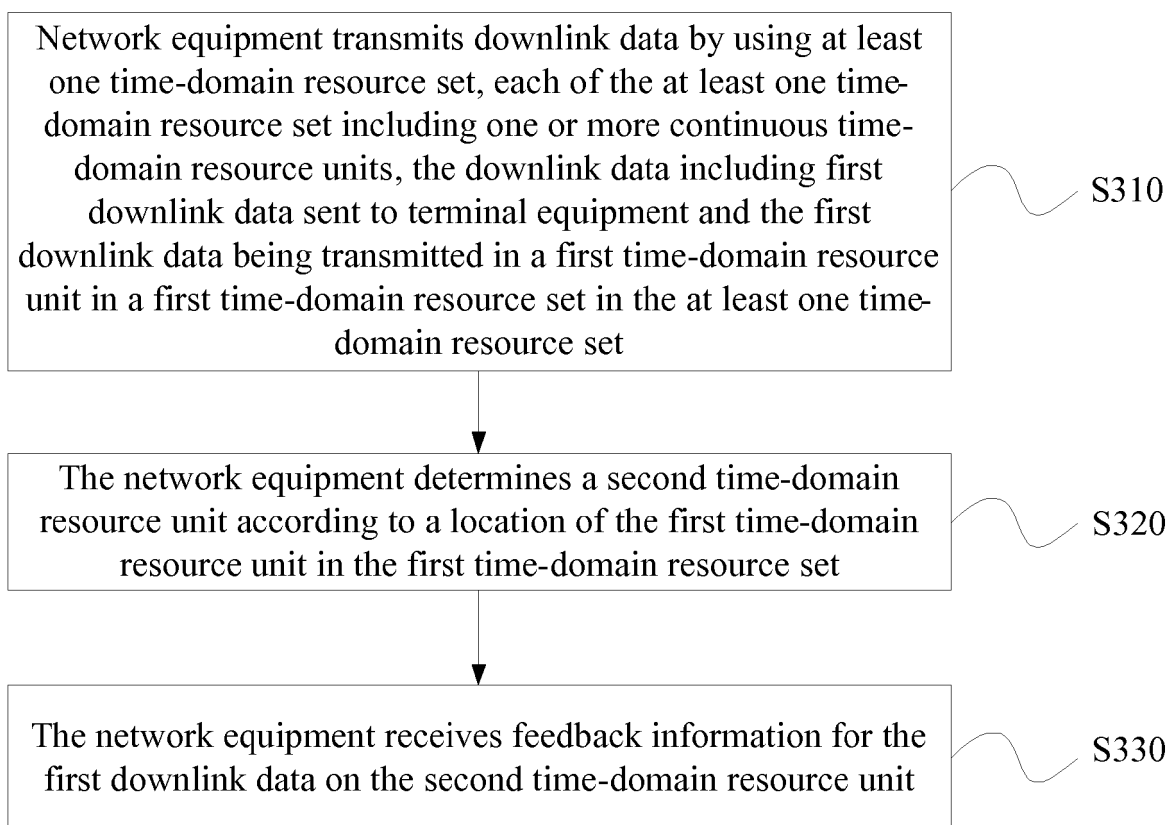 Network equipment transmits downlink data by using at least
one time-domain resource set, each of the at least one time-
domain resource set including one or more continuous time-
domain resource units, the downlink data including first
downlink data sent to terminal equipment and the first
downlink data being transmitted in a first time-domain resource
unit in a first time-domain resource set in the at least one time-
domain resource set
S310
The network equipment determines a second time-domain
resource unit according to a location of the first time-domain
resource unit in the first time-domain resource set
S320
The network equipment receives feedback information for the
first downlink data on the second time-domain resource unit
S330